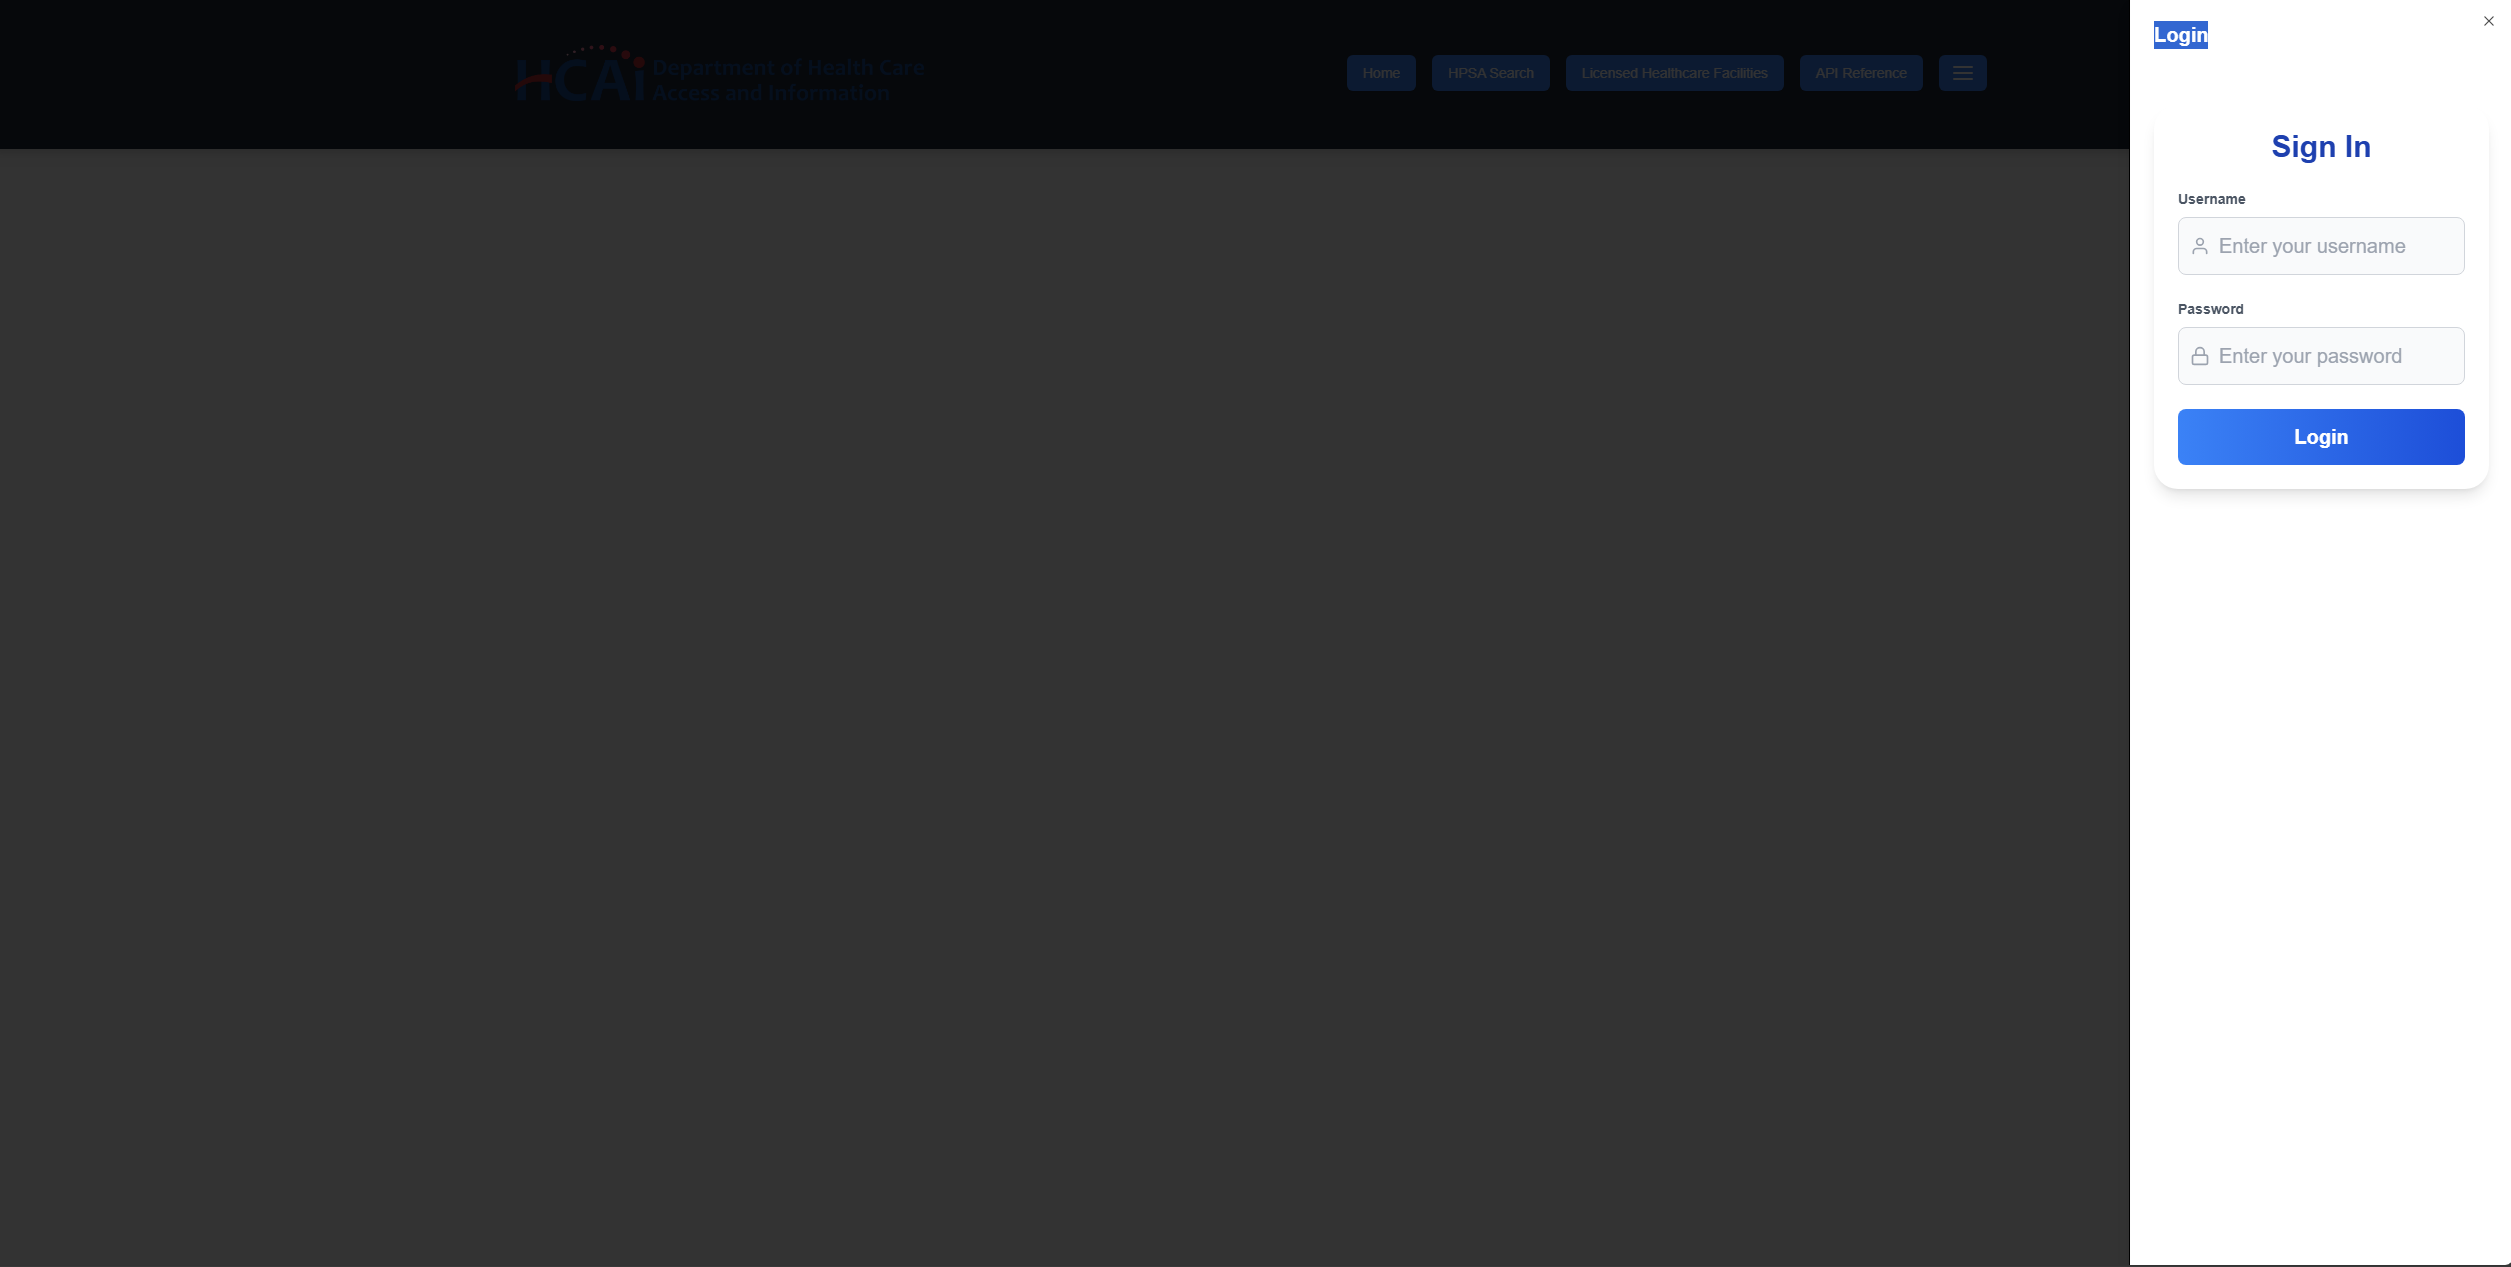 HCAi Department of Health Care
Access and Information
Home
HPSA Search
Licensed Healthcare Facilities
API Reference
Login
Sign In
Username
Enter your username
Password
Enter your password
Login